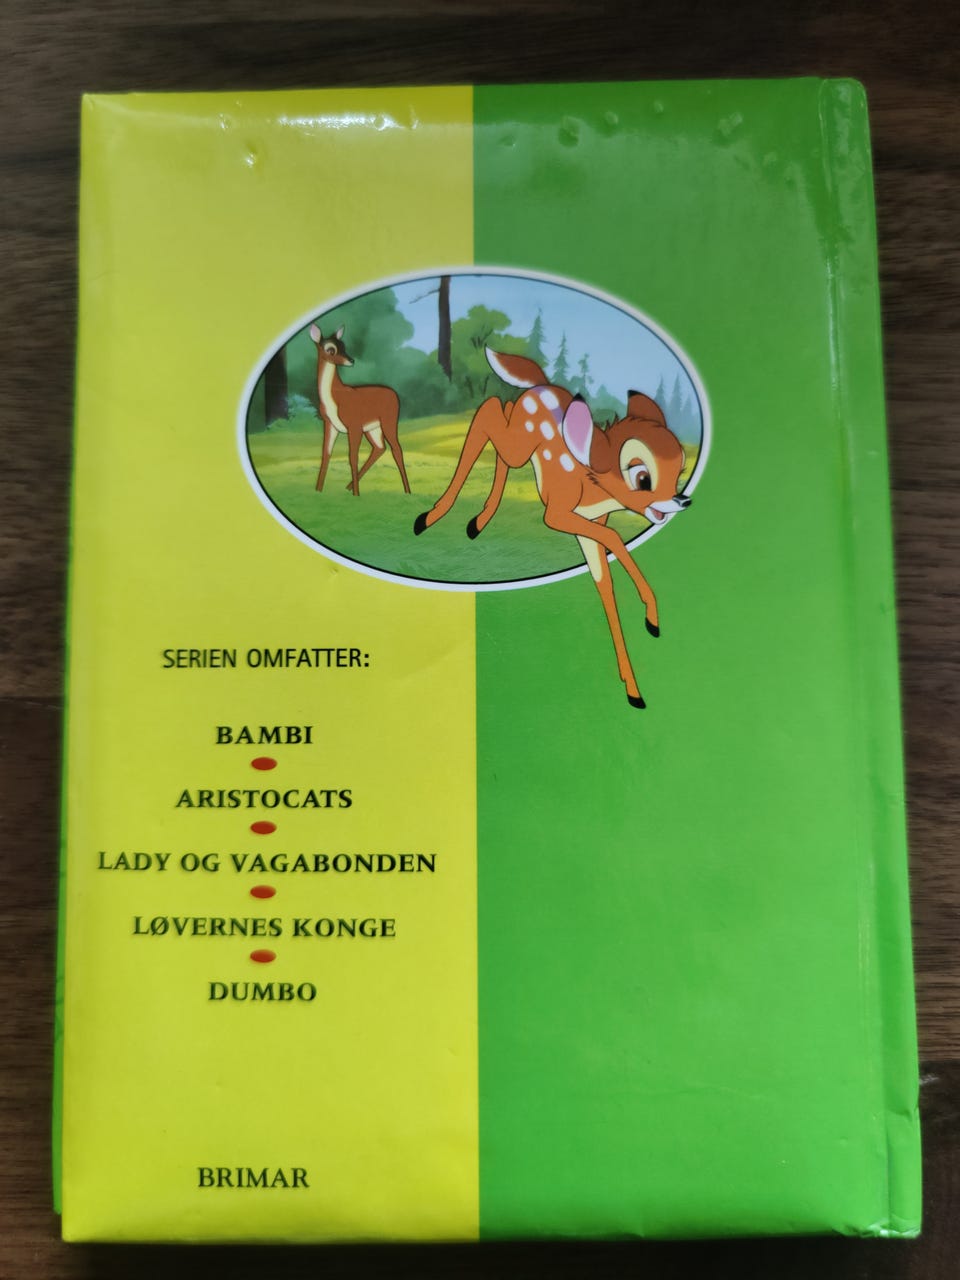 SERIEN OMFATTER:
BAMBI
ARISTOCATS
LADY OG VAGABONDEN
LØVERNES KONGE
DUMBO
BRIMAR